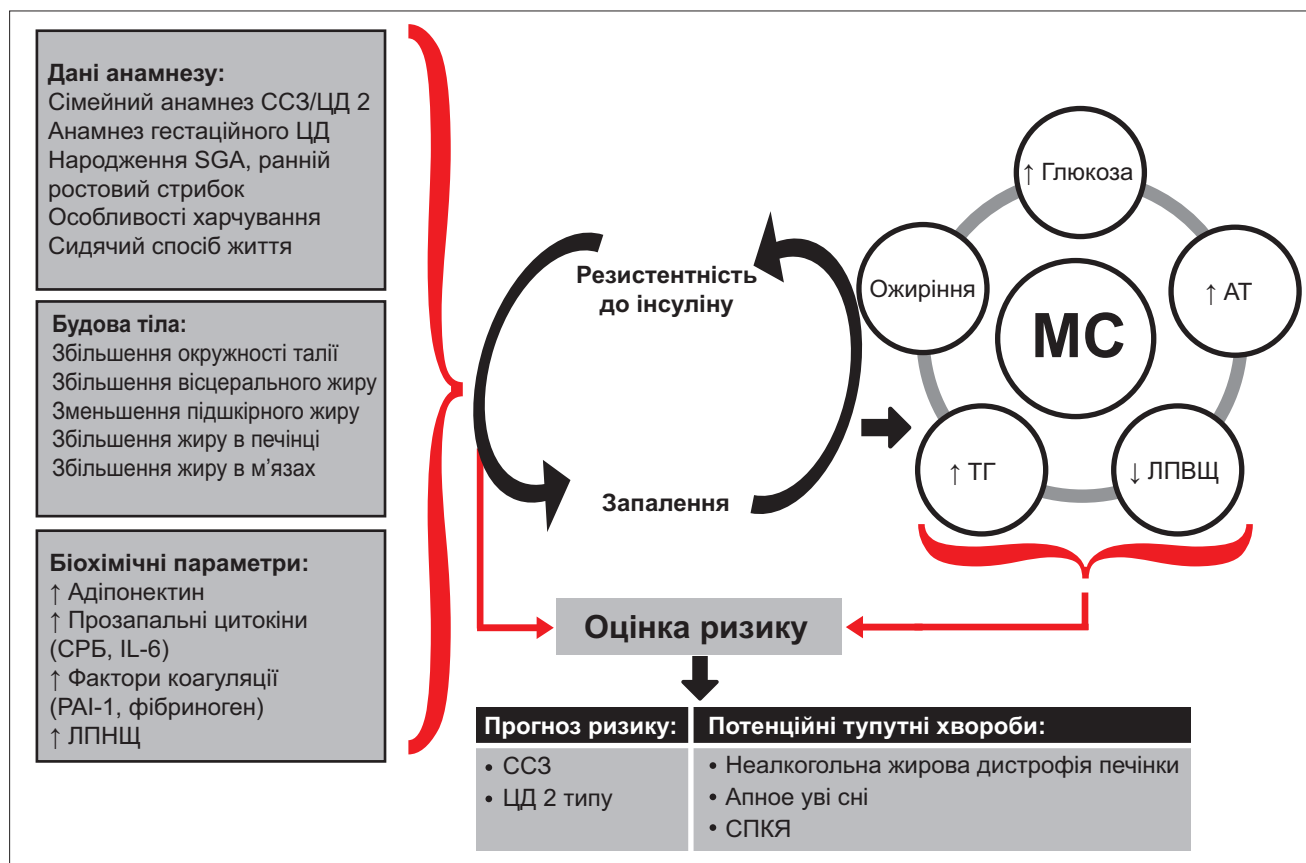 Дані анамнезу:
Сімейний анамнез ССЗ/ЦД 2
Анамнез гестаційного ЦД
Народження SGA, ранній
ростовий стрибок
Особливості харчування
Сидячий спосіб життя
Будова тіла:
Збільшення окружності талії
Збільшення вісцерального жиру
Зменьшення підшкірного жиру
Збільшення жиру в печінці
Збільшення жиру в м’язах
Біохімічні параметри:
↑ Адіпонектин
↑ Прозапальні цитокіни
(СРБ, IL-6)
↑ Фактори коагуляції
(PAI-1, фібриноген)
↑ ЛПНЩ
Резистентність
до інсуліну
Запалення
↑ Глюкоза
Ожиріння
↑ АТ
МС
↑ ТГ
↓ ЛПВЩ
Оцінка ризику
Прогноз ризику:
• ССЗ
• ЦД 2 типу
Потенційні тупутні хвороби:
• Неалкогольна жирова дистрофія печінки
• Апное уві сні
• СПКЯ